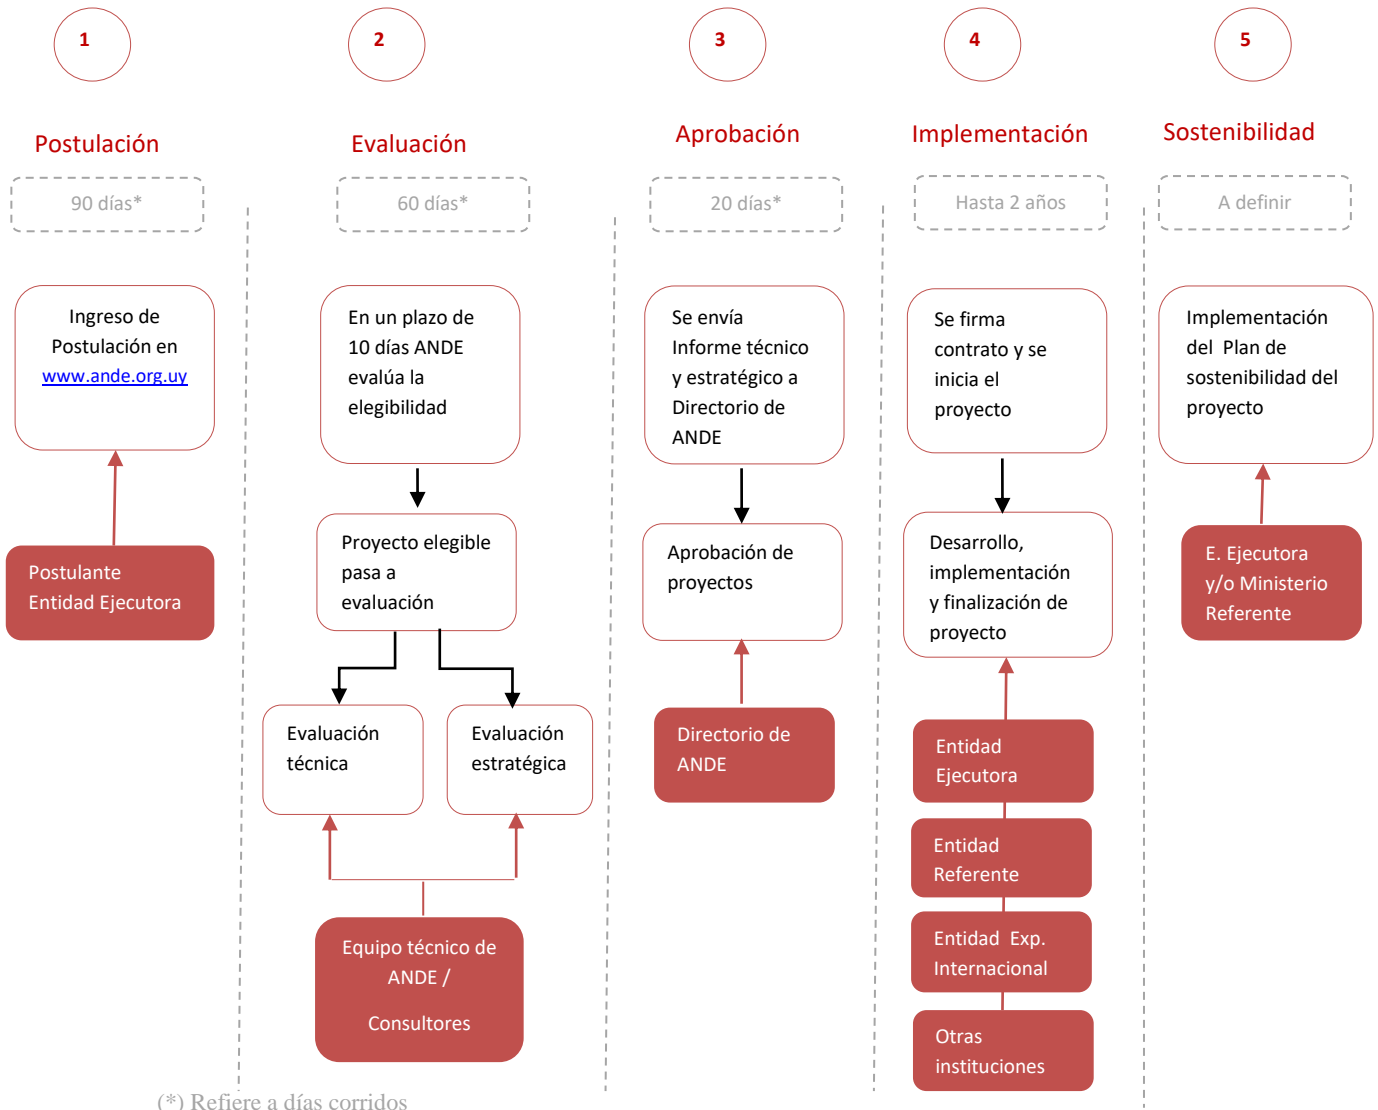 1
2
3
4
5
Postulación
Evaluación
Aprobación
Implementación
Sostenibilidad
90 días*
60 días*
20 días*
Hasta 2 años
A definir
Ingreso de
Postulación en
www.ande.org.uy
Postulante
Entidad Ejecutora
En un plazo de
10 días ANDE
evalúa la
elegibilidad
Proyecto elegible
pasa a
evaluación
Evaluación
técnica
Evaluación
estratégica
Equipo técnico de
ANDE /
Consultores
Se envía
Informe técnico
y estratégico a
Directorio de
ANDE
Aprobación de
proyectos
Directorio de
ANDE
Se firma
contrato y se
inicia el
proyecto
Desarrollo,
implementación
y finalización de
proyecto
Entidad
Ejecutora
Entidad
Referente
Entidad  Exp.
Internacional
Otras
instituciones
Implementación
del  Plan de
sostenibilidad del
proyecto
E. Ejecutora
y/o Ministerio
Referente
(*) Refiere a días corridos